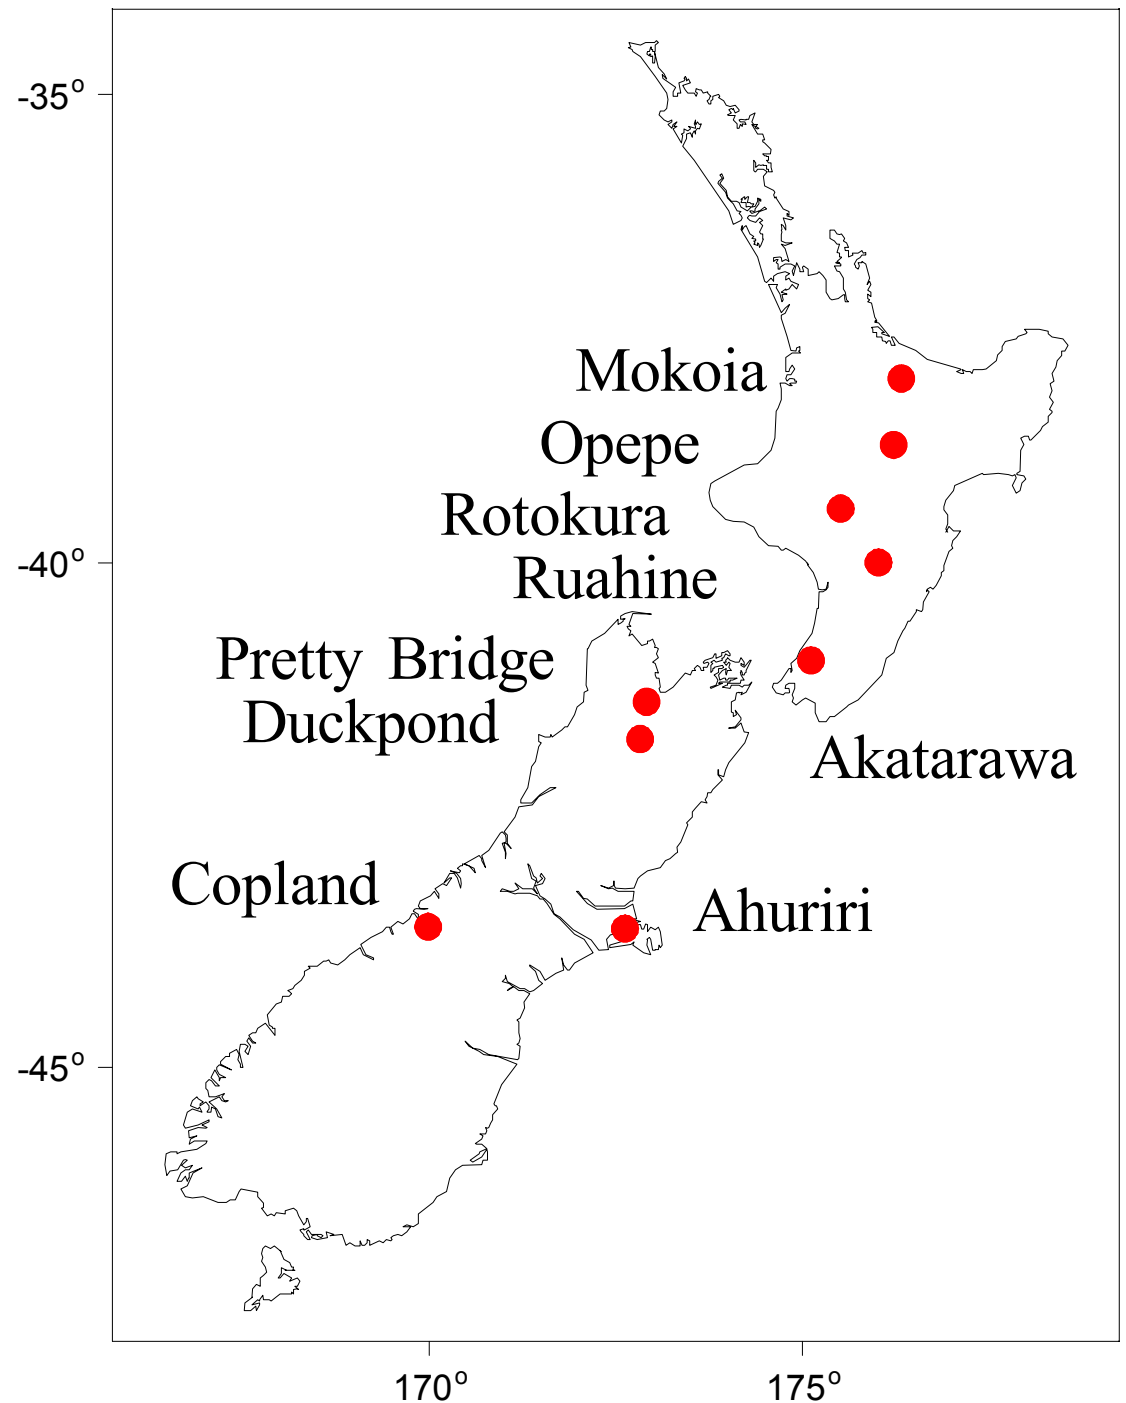 -35°
Mokoia
Opepe
Rotokura
-40°
Ruahine
Pretty Bridge
Duckpond
Akatarawa
Copland
Ahuriri
-45°
170° 175°